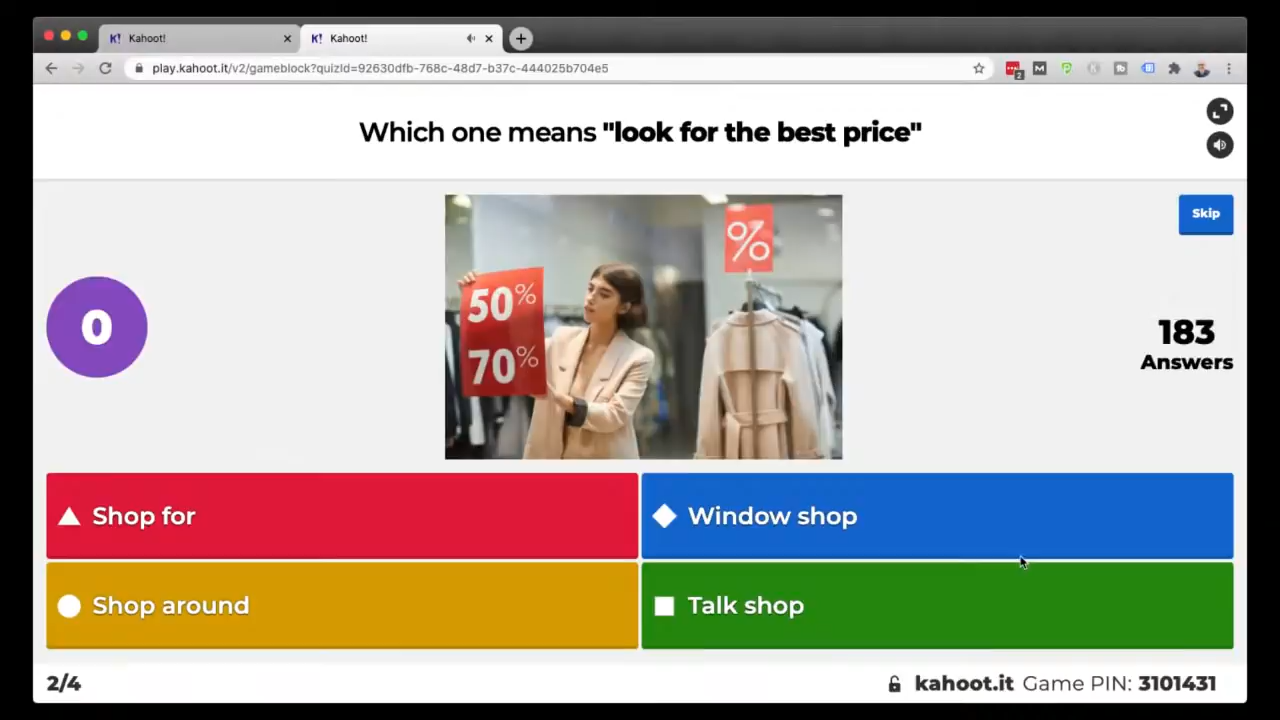 Kahoot!
Kahoot!
play.kahoot.it/v2/gameblock?quizId=92630dfb-768c-48d7-b37c-444025b704e5
2
Which one means "look for the best price"
Skip
%
50%
70%
0
183
Answers
Shop for
Window shop
Shop around
Talk shop
2/4
kahoot.it Game PIN: 3101431